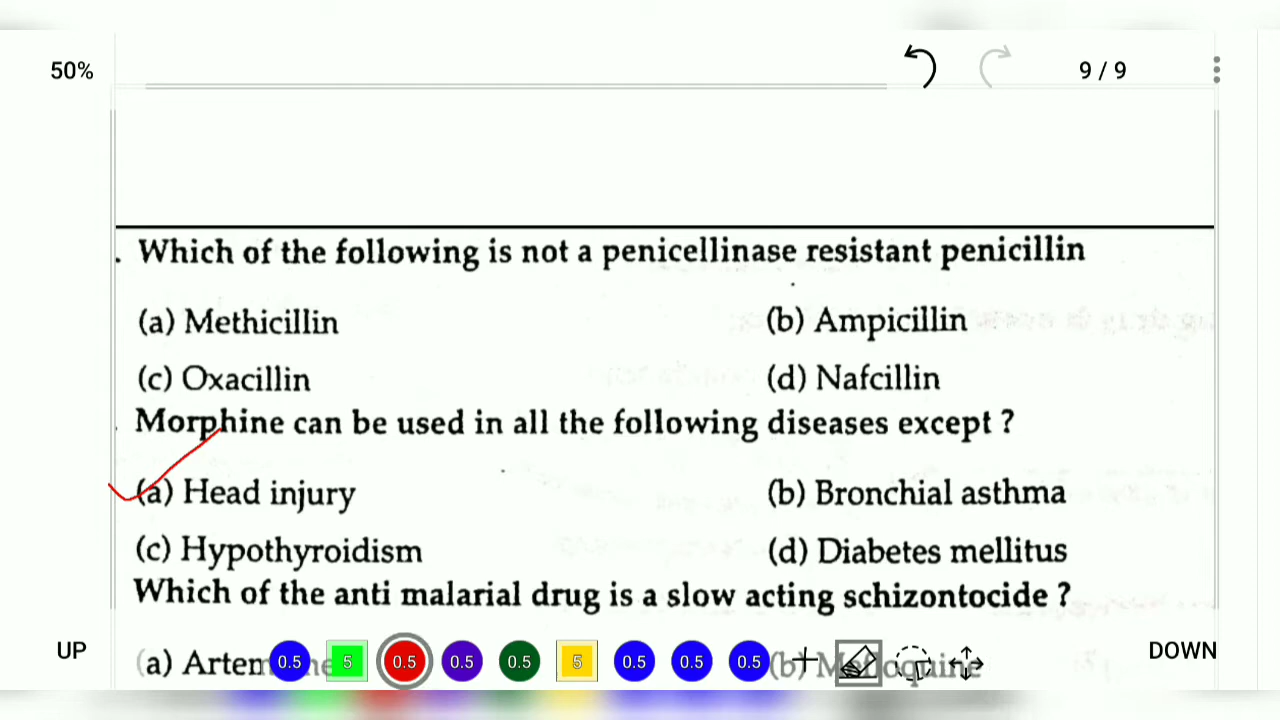 50%
9 / 9
. Which of the following is not a penicellinase resistant penicillin
(a) Methicillin (b) Ampicillin
(c) Oxacillin (d) Nafcillin
. Morphine can be used in all the following diseases except ?
(a) Head injury (b) Bronchial asthma
(c) Hypothyroidism (d) Diabetes mellitus
Which of the anti malarial drug is a slow acting schizontocide ?
UP DOWN
(a) (b) Mefloquine
0.5 5 0.5 0.5 0.5 5 0.5 0.5 0.5